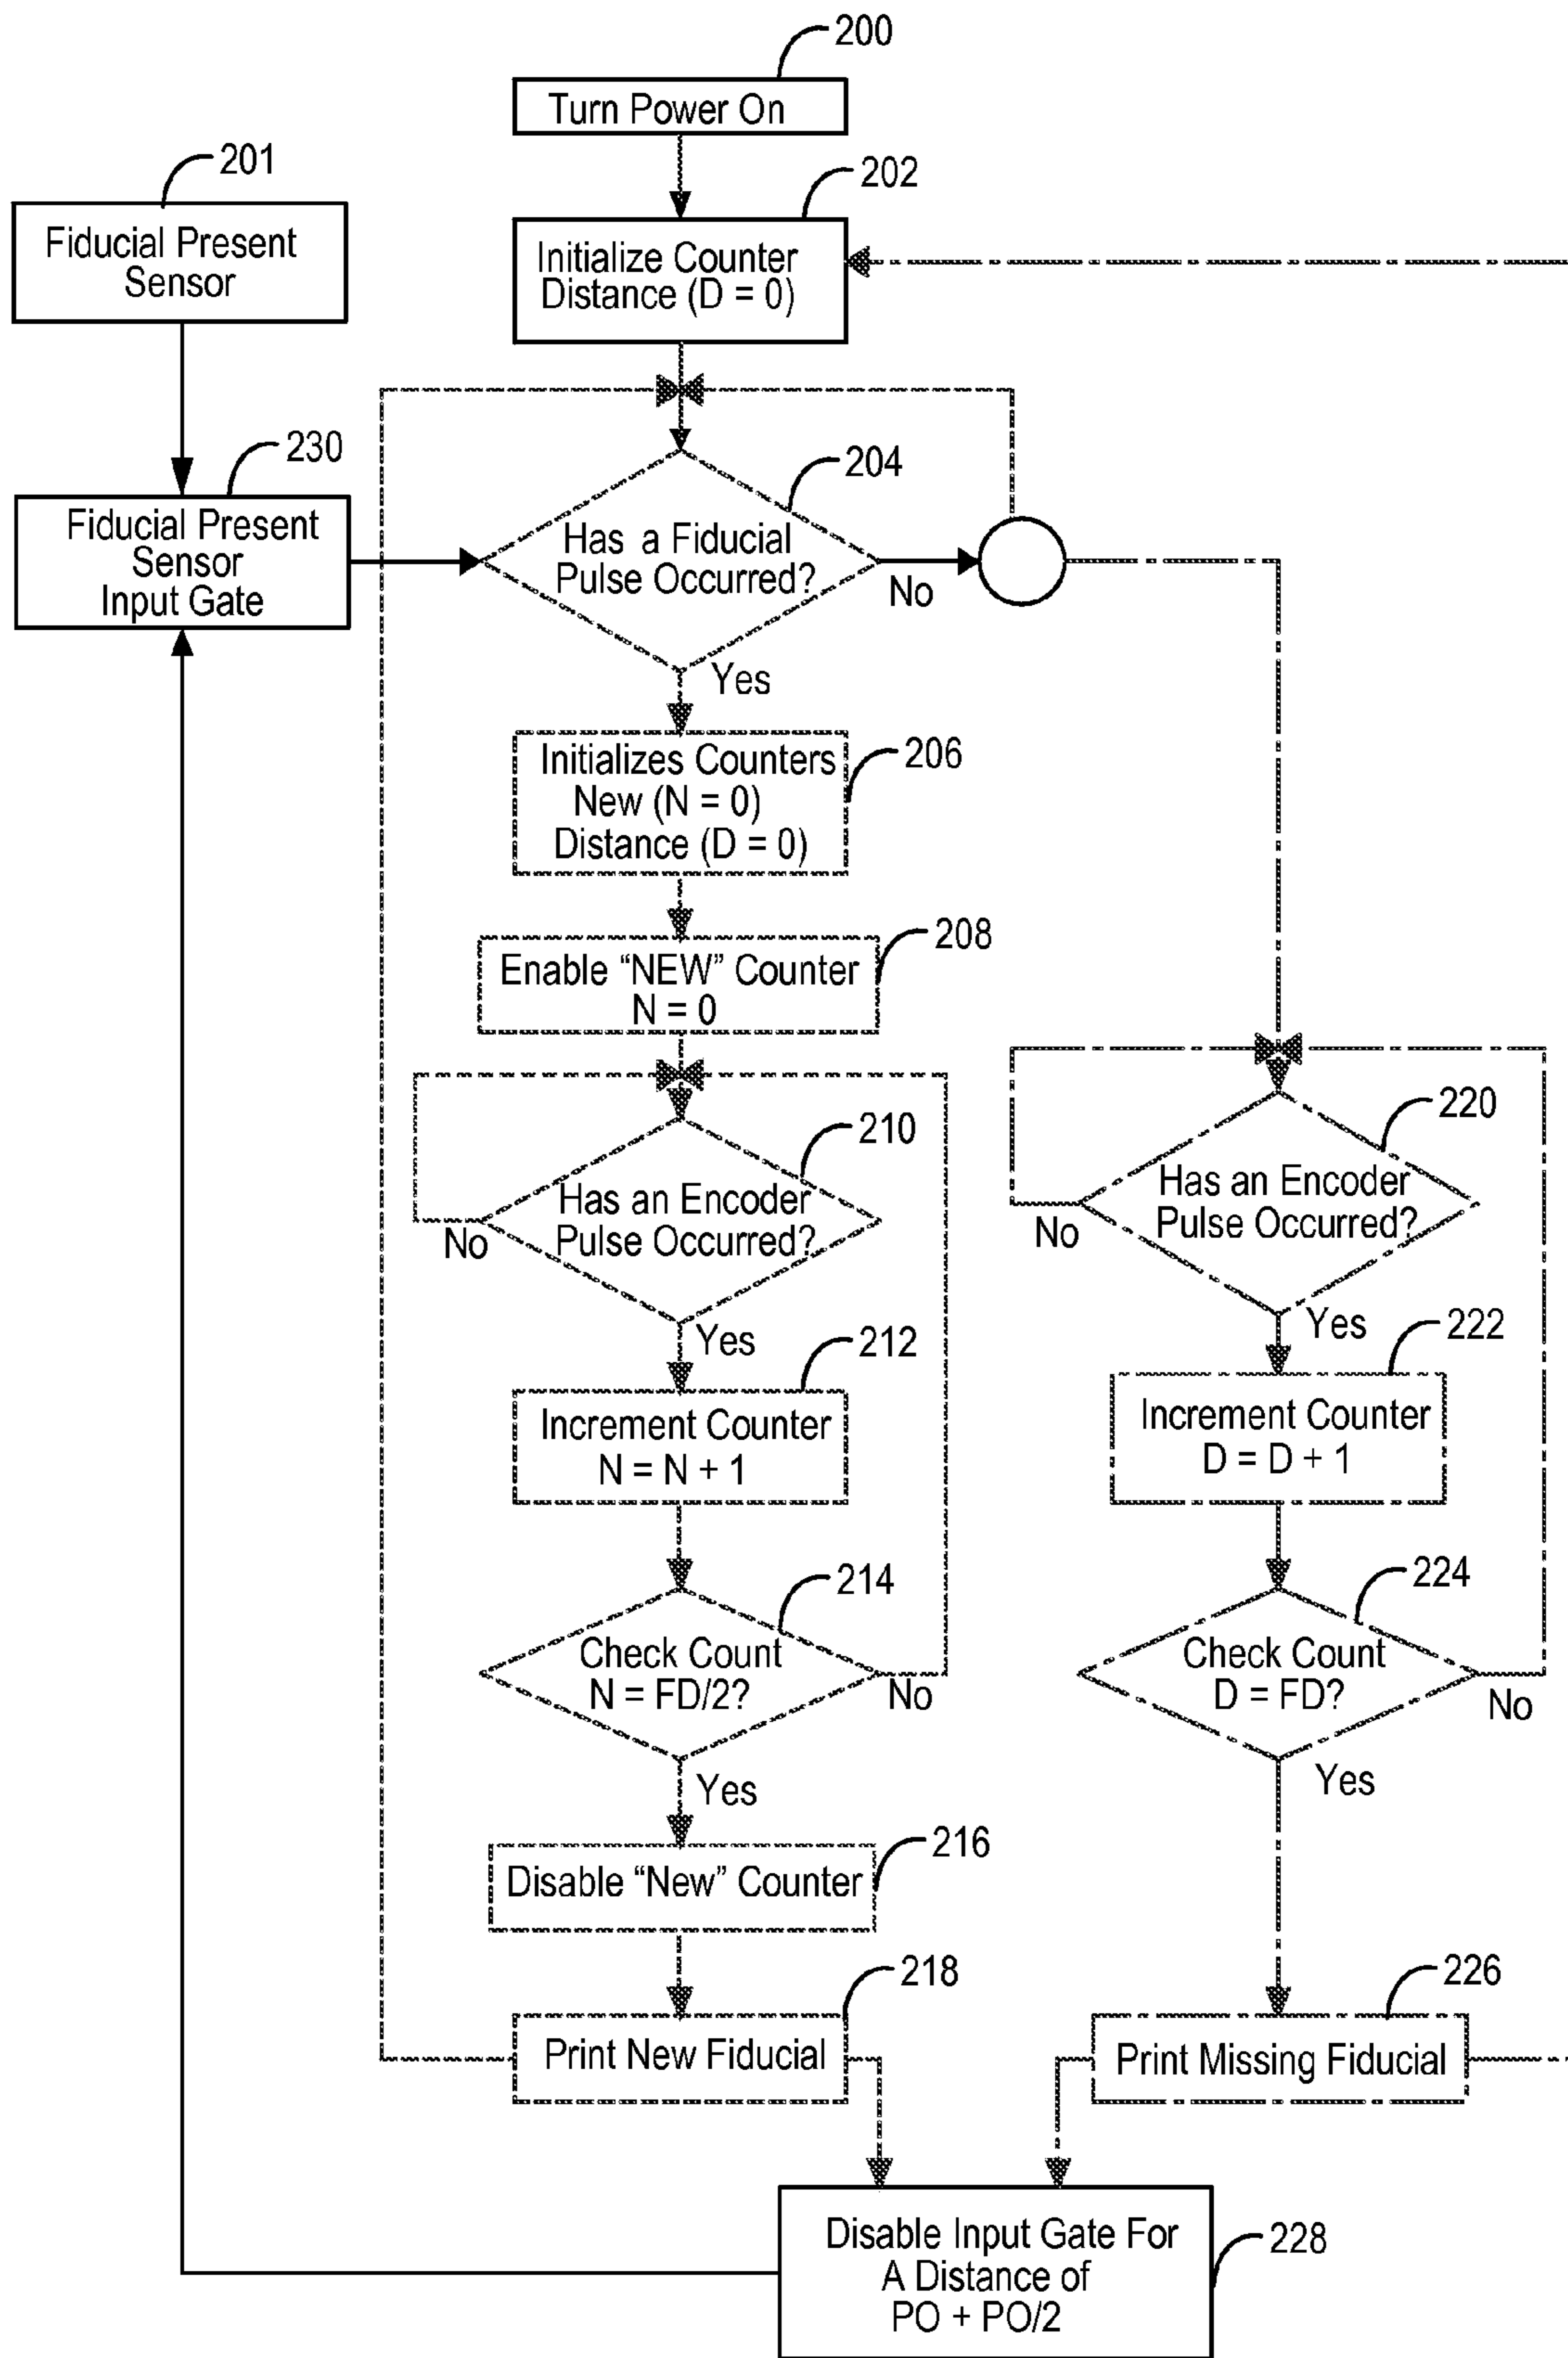 200
Turn Power On
201
202
Fiducial Present
Sensor
Initialize Counter
Distance (D = 0)
230
204
Fiducial Present
Sensor
Input Gate
Has a Fiducial
Pulse Occurred?
No
Yes
206
Initializes Counters
New (N = 0)
Distance (D = 0)
208
Enable “NEW” Counter
N = 0
210
Has an Encoder
Pulse Occurred?
No
Yes
212
Increment Counter
N = N + 1
214
Check Count
N = FD/2?
No
Yes
216
Disable “New” Counter
218
Print New Fiducial
220
Has an Encoder
Pulse Occurred?
No
Yes
222
Increment Counter
D = D + 1
224
Check Count
D = FD?
No
Yes
226
Print Missing Fiducial
Disable Input Gate For
A Distance of
PO + PO/2
228